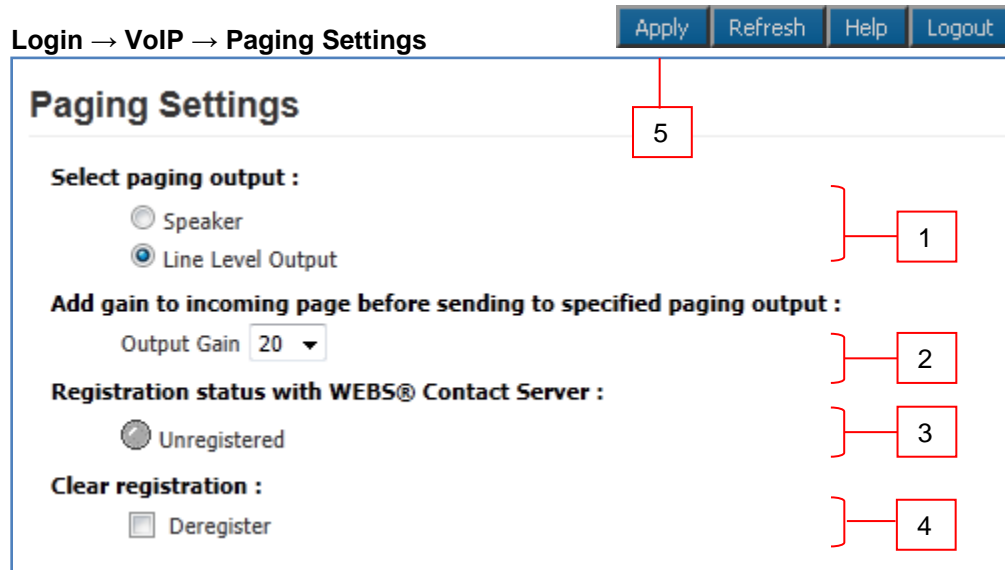 Login → VoIP → Paging Settings
Apply Refresh Help Logout
Paging Settings
5
Select paging output :
Speaker
Line Level Output
1
Add gain to incoming page before sending to specified paging output :
Output Gain 20
2
Registration status with WEBS® Contact Server :
Unregistered
3
Clear registration :
Deregister
4